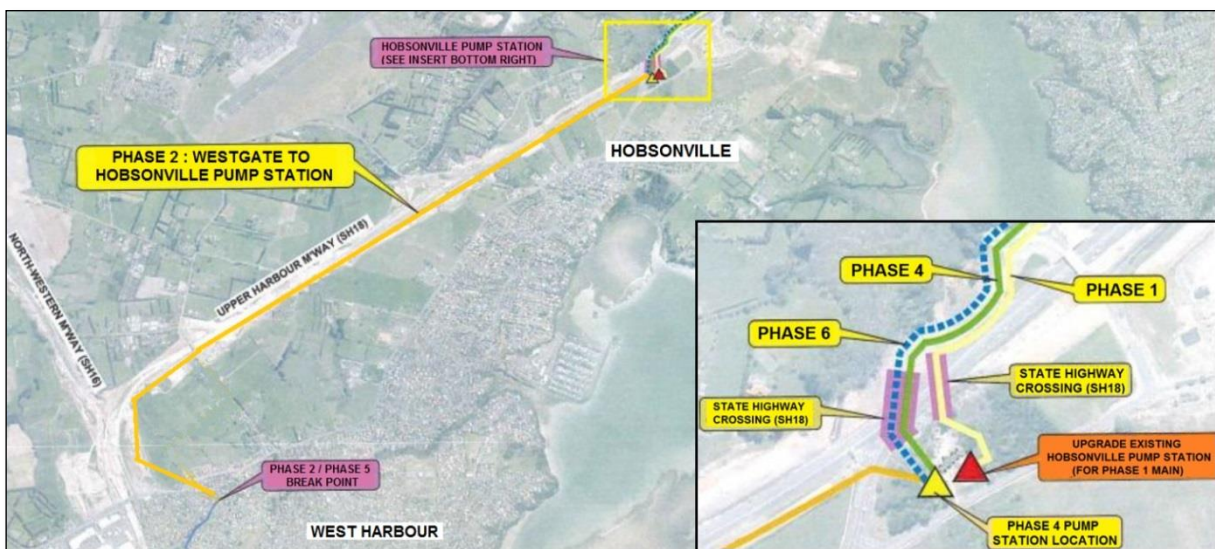 HOBSONVILLE PUMP STATION
(SEE INSERT BOTTOM RIGHT)
PHASE 2 : WESTGATE TO
HOBSONVILLE PUMP STATION
HOBSONVILLE
NORTH-WESTERN M'WAY (SH16)
UPPER HARBOUR M'WAY (SH18)
PHASE 2 / PHASE 5
BREAK POINT
WEST HARBOUR
PHASE 4
PHASE 1
PHASE 6
STATE HIGHWAY
CROSSING (SH18)
STATE HIGHWAY
CROSSING (SH18)
UPGRADE EXISTING
HOBSONVILLE PUMP STATION
(FOR PHASE 1 MAIN)
PHASE 4 PUMP
STATION LOCATION